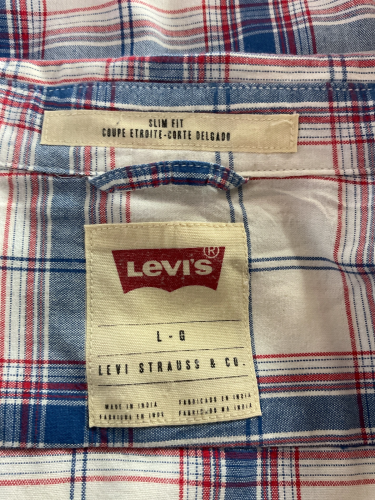 SLIM FIT
COUPE ETROITE-CORTE DELGADO
LEVI'S®
L - G
LEVI STRAUSS & CO
MADE IN INDIA
FABRICADO EN INDIA
FABRIQUÉ EN INDE
FABRICADO NA INDIA